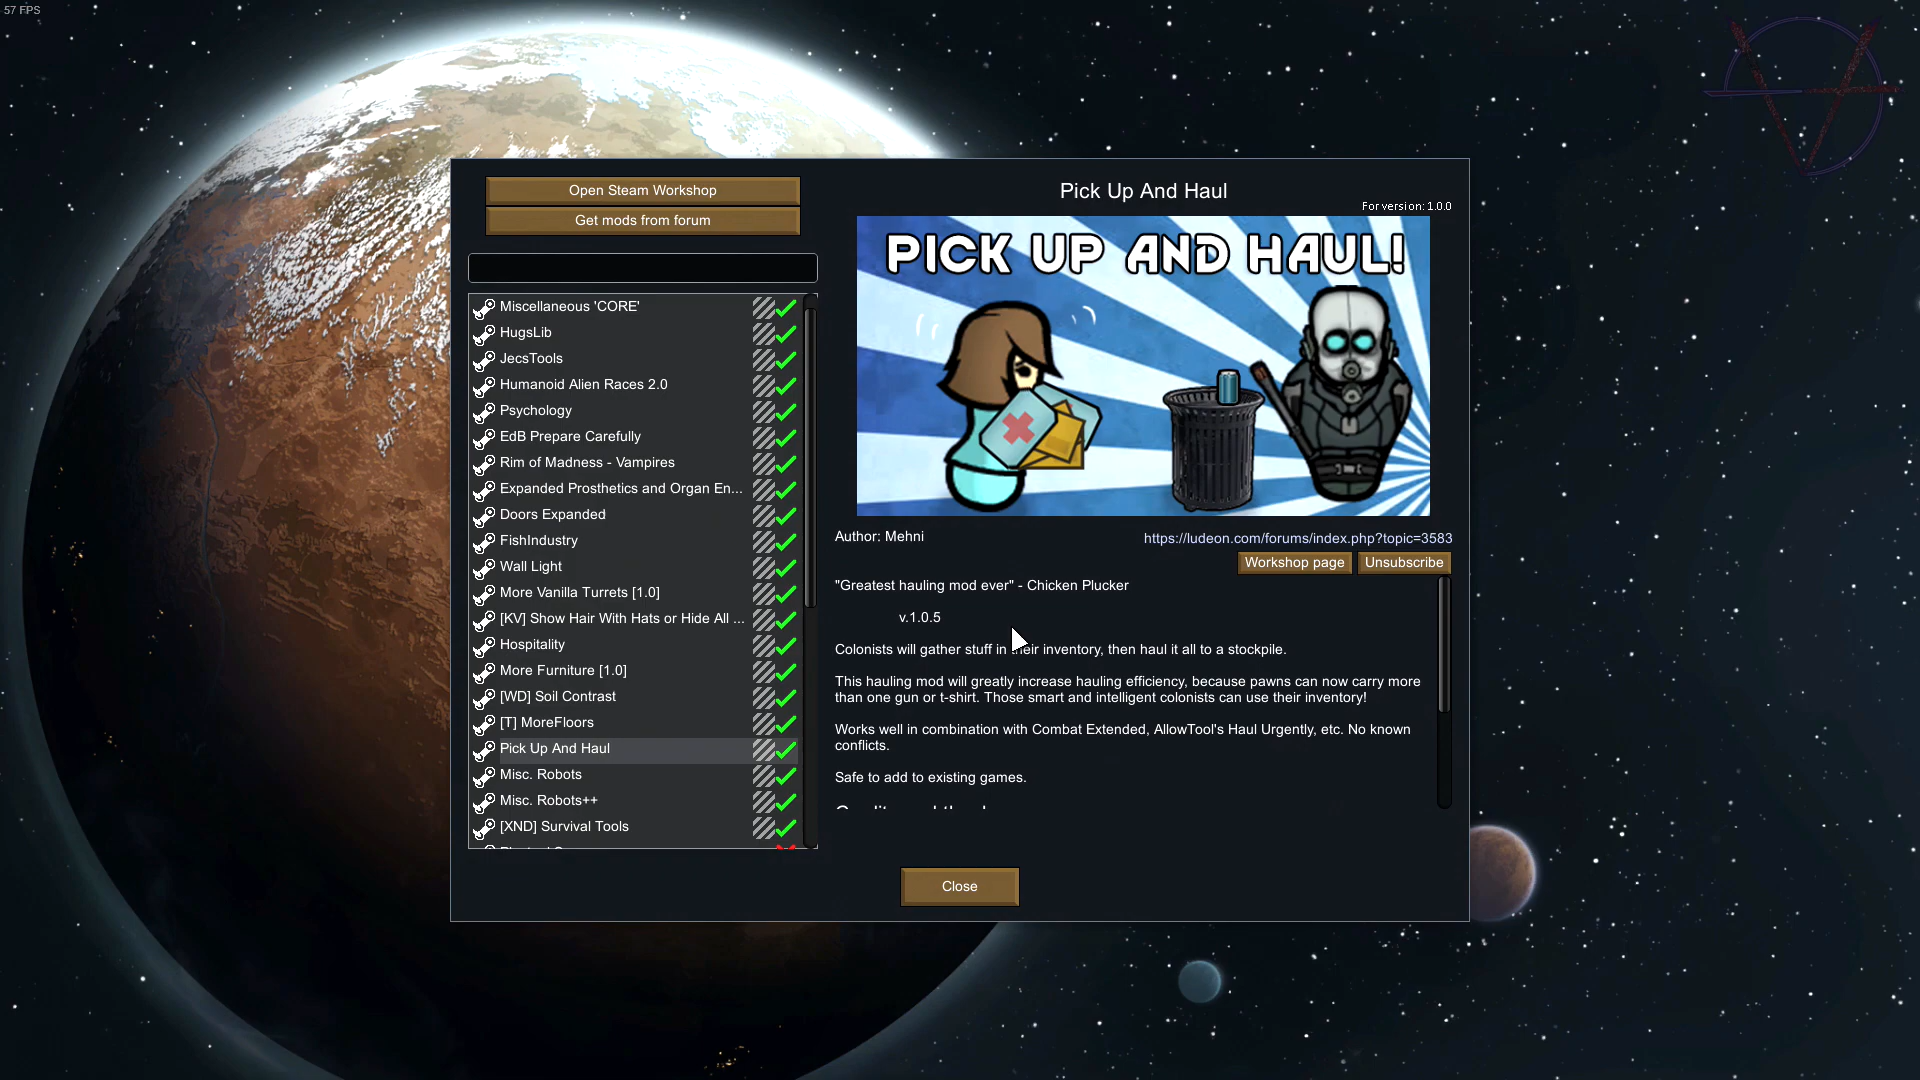 57 FPS
Open Steam Workshop
Get mods from forum
Miscellaneous 'CORE'
HugsLib
JecsTools
Humanoid Alien Races 2.0
Psychology
EdB Prepare Carefully
Rim of Madness - Vampires
Expanded Prosthetics and Organ En...
Doors Expanded
FishIndustry
Wall Light
More Vanilla Turrets [1.0]
[KV] Show Hair With Hats or Hide All ...
Hospitality
More Furniture [1.0]
[WD] Soil Contrast
[T] MoreFloors
Pick Up And Haul
Misc. Robots
Misc. Robots++
[XND] Survival Tools
Pick Up And Haul
For version: 1.0.0
PICK UP AND HAUL!
Author: Mehni
https://ludeon.com/forums/index.php?topic=3583
Workshop page
Unsubscribe
"Greatest hauling mod ever" - Chicken Plucker
v.1.0.5
Colonists will gather stuff in their inventory, then haul it all to a stockpile.
This hauling mod will greatly increase hauling efficiency, because pawns can now carry more
than one gun or t-shirt. Those smart and intelligent colonists can use their inventory!
Works well in combination with Combat Extended, AllowTool's Haul Urgently, etc. No known
conflicts.
Safe to add to existing games.
Close